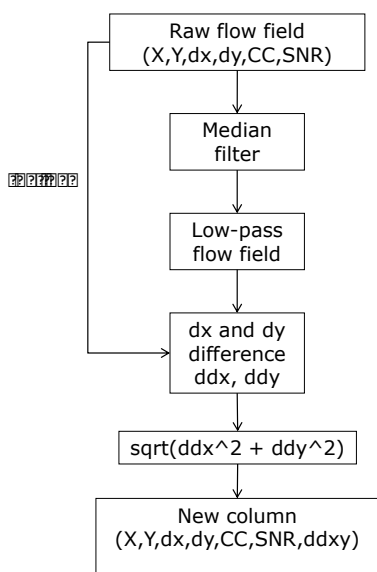 Raw flow field
(X,Y,dx,dy,CC,SNR)
Median
filter
Low-pass
flow field
dx and dy
difference
ddx, ddy
sqrt(ddx^2 + ddy^2)
New column
(X,Y,dx,dy,CC,SNR,ddxy)